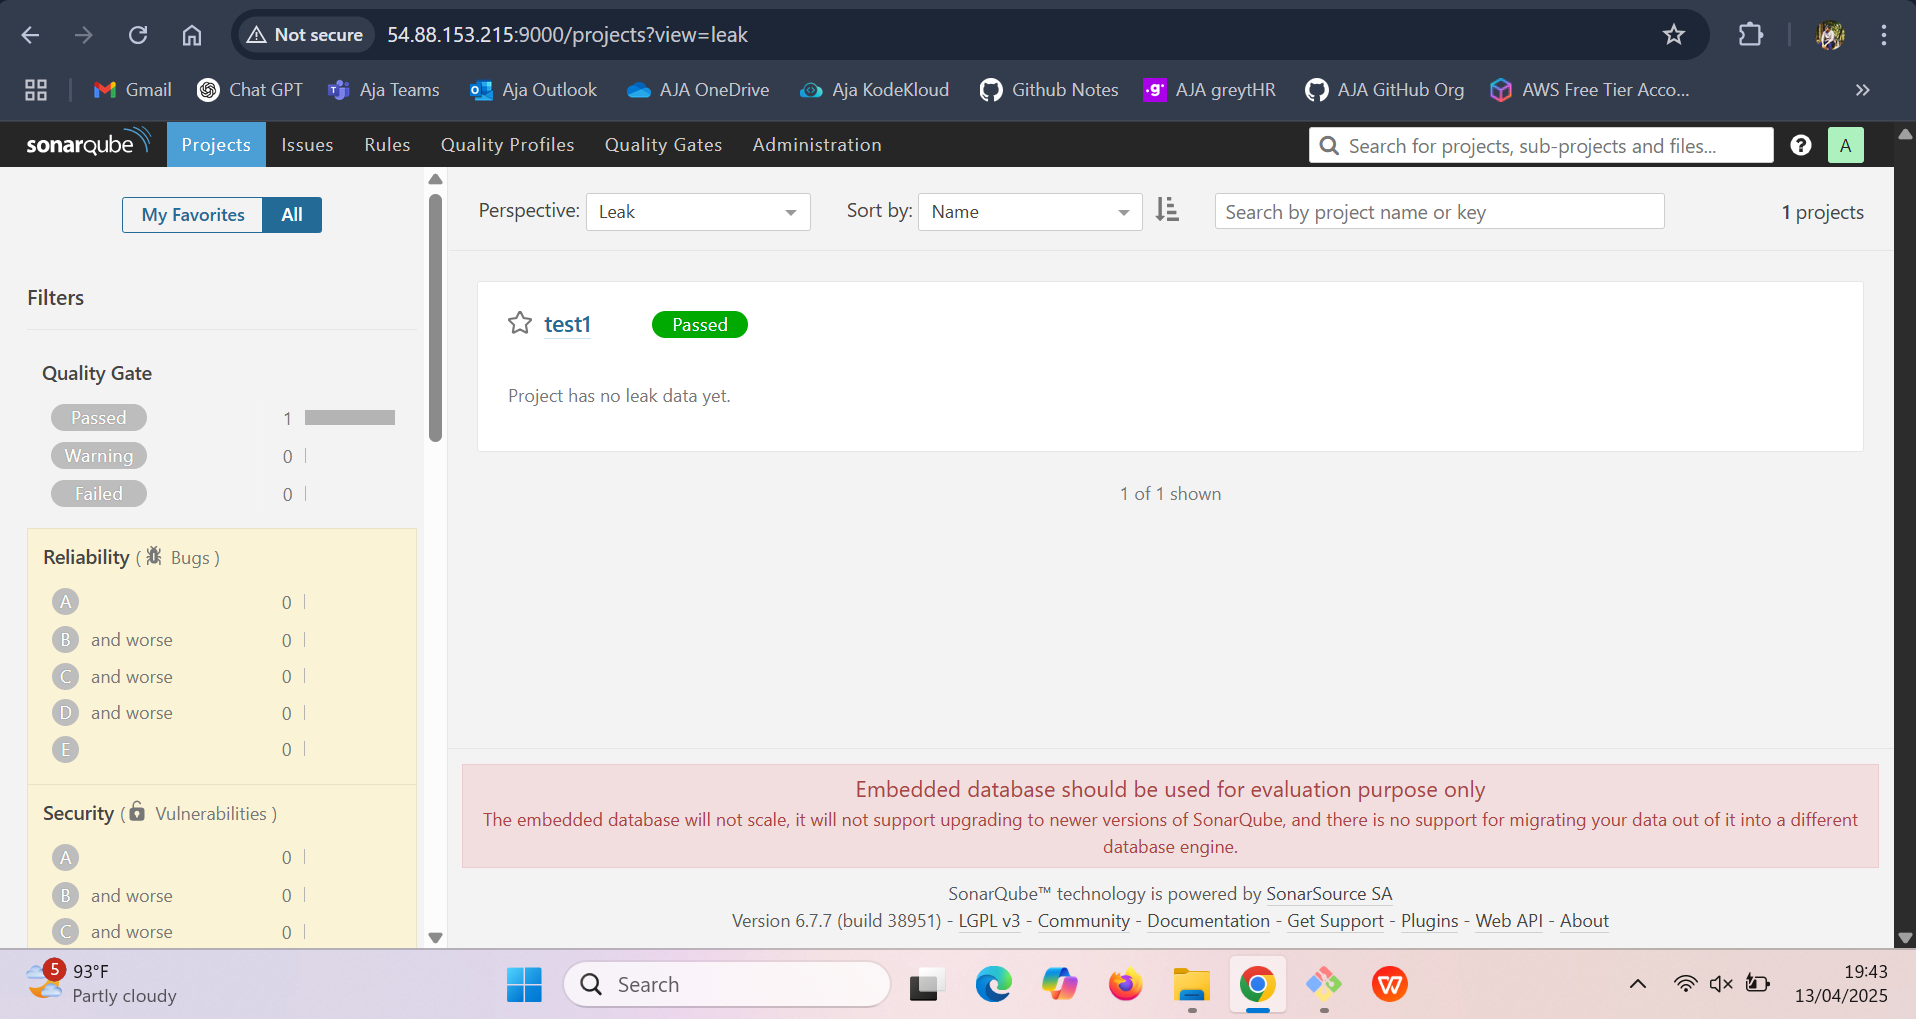 Not secure 54.88.153.215:9000/projects?view=leak
Gmail Chat GPT Aja Teams Aja Outlook AJA OneDrive Aja KodeKloud Github Notes AJA greytHR AJA GitHub Org AWS Free Tier Acco...
sonarqube Projects Issues Rules Quality Profiles Quality Gates Administration Search for projects, sub-projects and files... ? A
My Favorites All
Perspective: Leak Sort by: Name Search by project name or key 1 projects
Filters
Quality Gate
Passed 1
Warning 0
Failed 0
Reliability ( Bugs )
A 0
B and worse 0
C and worse 0
D and worse 0
E 0
Security ( Vulnerabilities )
A 0
B and worse 0
C and worse 0
test1 Passed
Project has no leak data yet.
1 of 1 shown
Embedded database should be used for evaluation purpose only
The embedded database will not scale, it will not support upgrading to newer versions of SonarQube, and there is no support for migrating your data out of it into a different
database engine.
SonarQube™ technology is powered by SonarSource SA
Version 6.7.7 (build 38951) - LGPL v3 - Community - Documentation - Get Support - Plugins - Web API - About
5 93°F
Partly cloudy
Search
19:43
13/04/2025